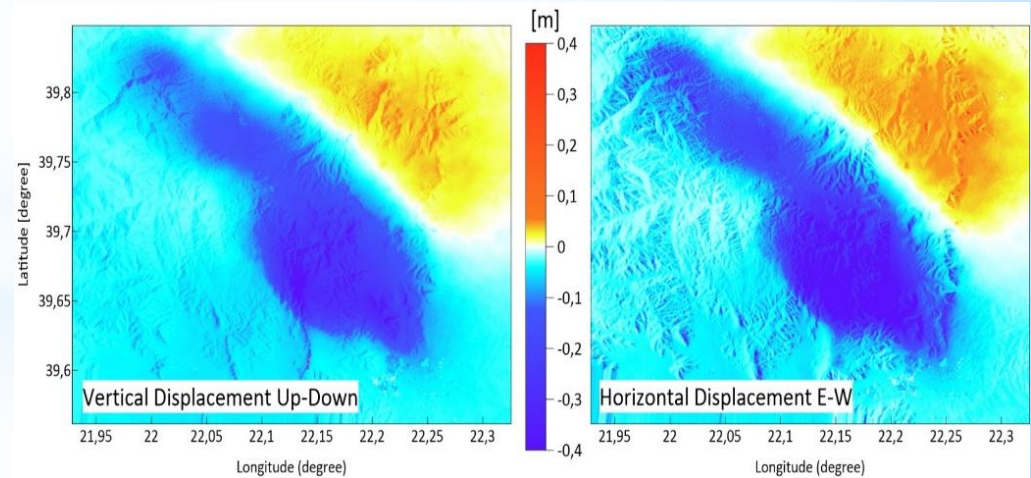 [m]
Latitude [degree]
39,8
39,75
39,7
39,65
39,6
Vertical Displacement Up-Down
21,95 22 22,05 22,1 22,15 22,2 22,25 22,3
Longitude (degree)
0,4
0,3
0,2
0,1
0
-0,1
-0,2
-0,3
-0,4
Horizontal Displacement E-W
21,95 22 22,05 22,1 22,15 22,2 22,25 22,3
Longitude (degree)